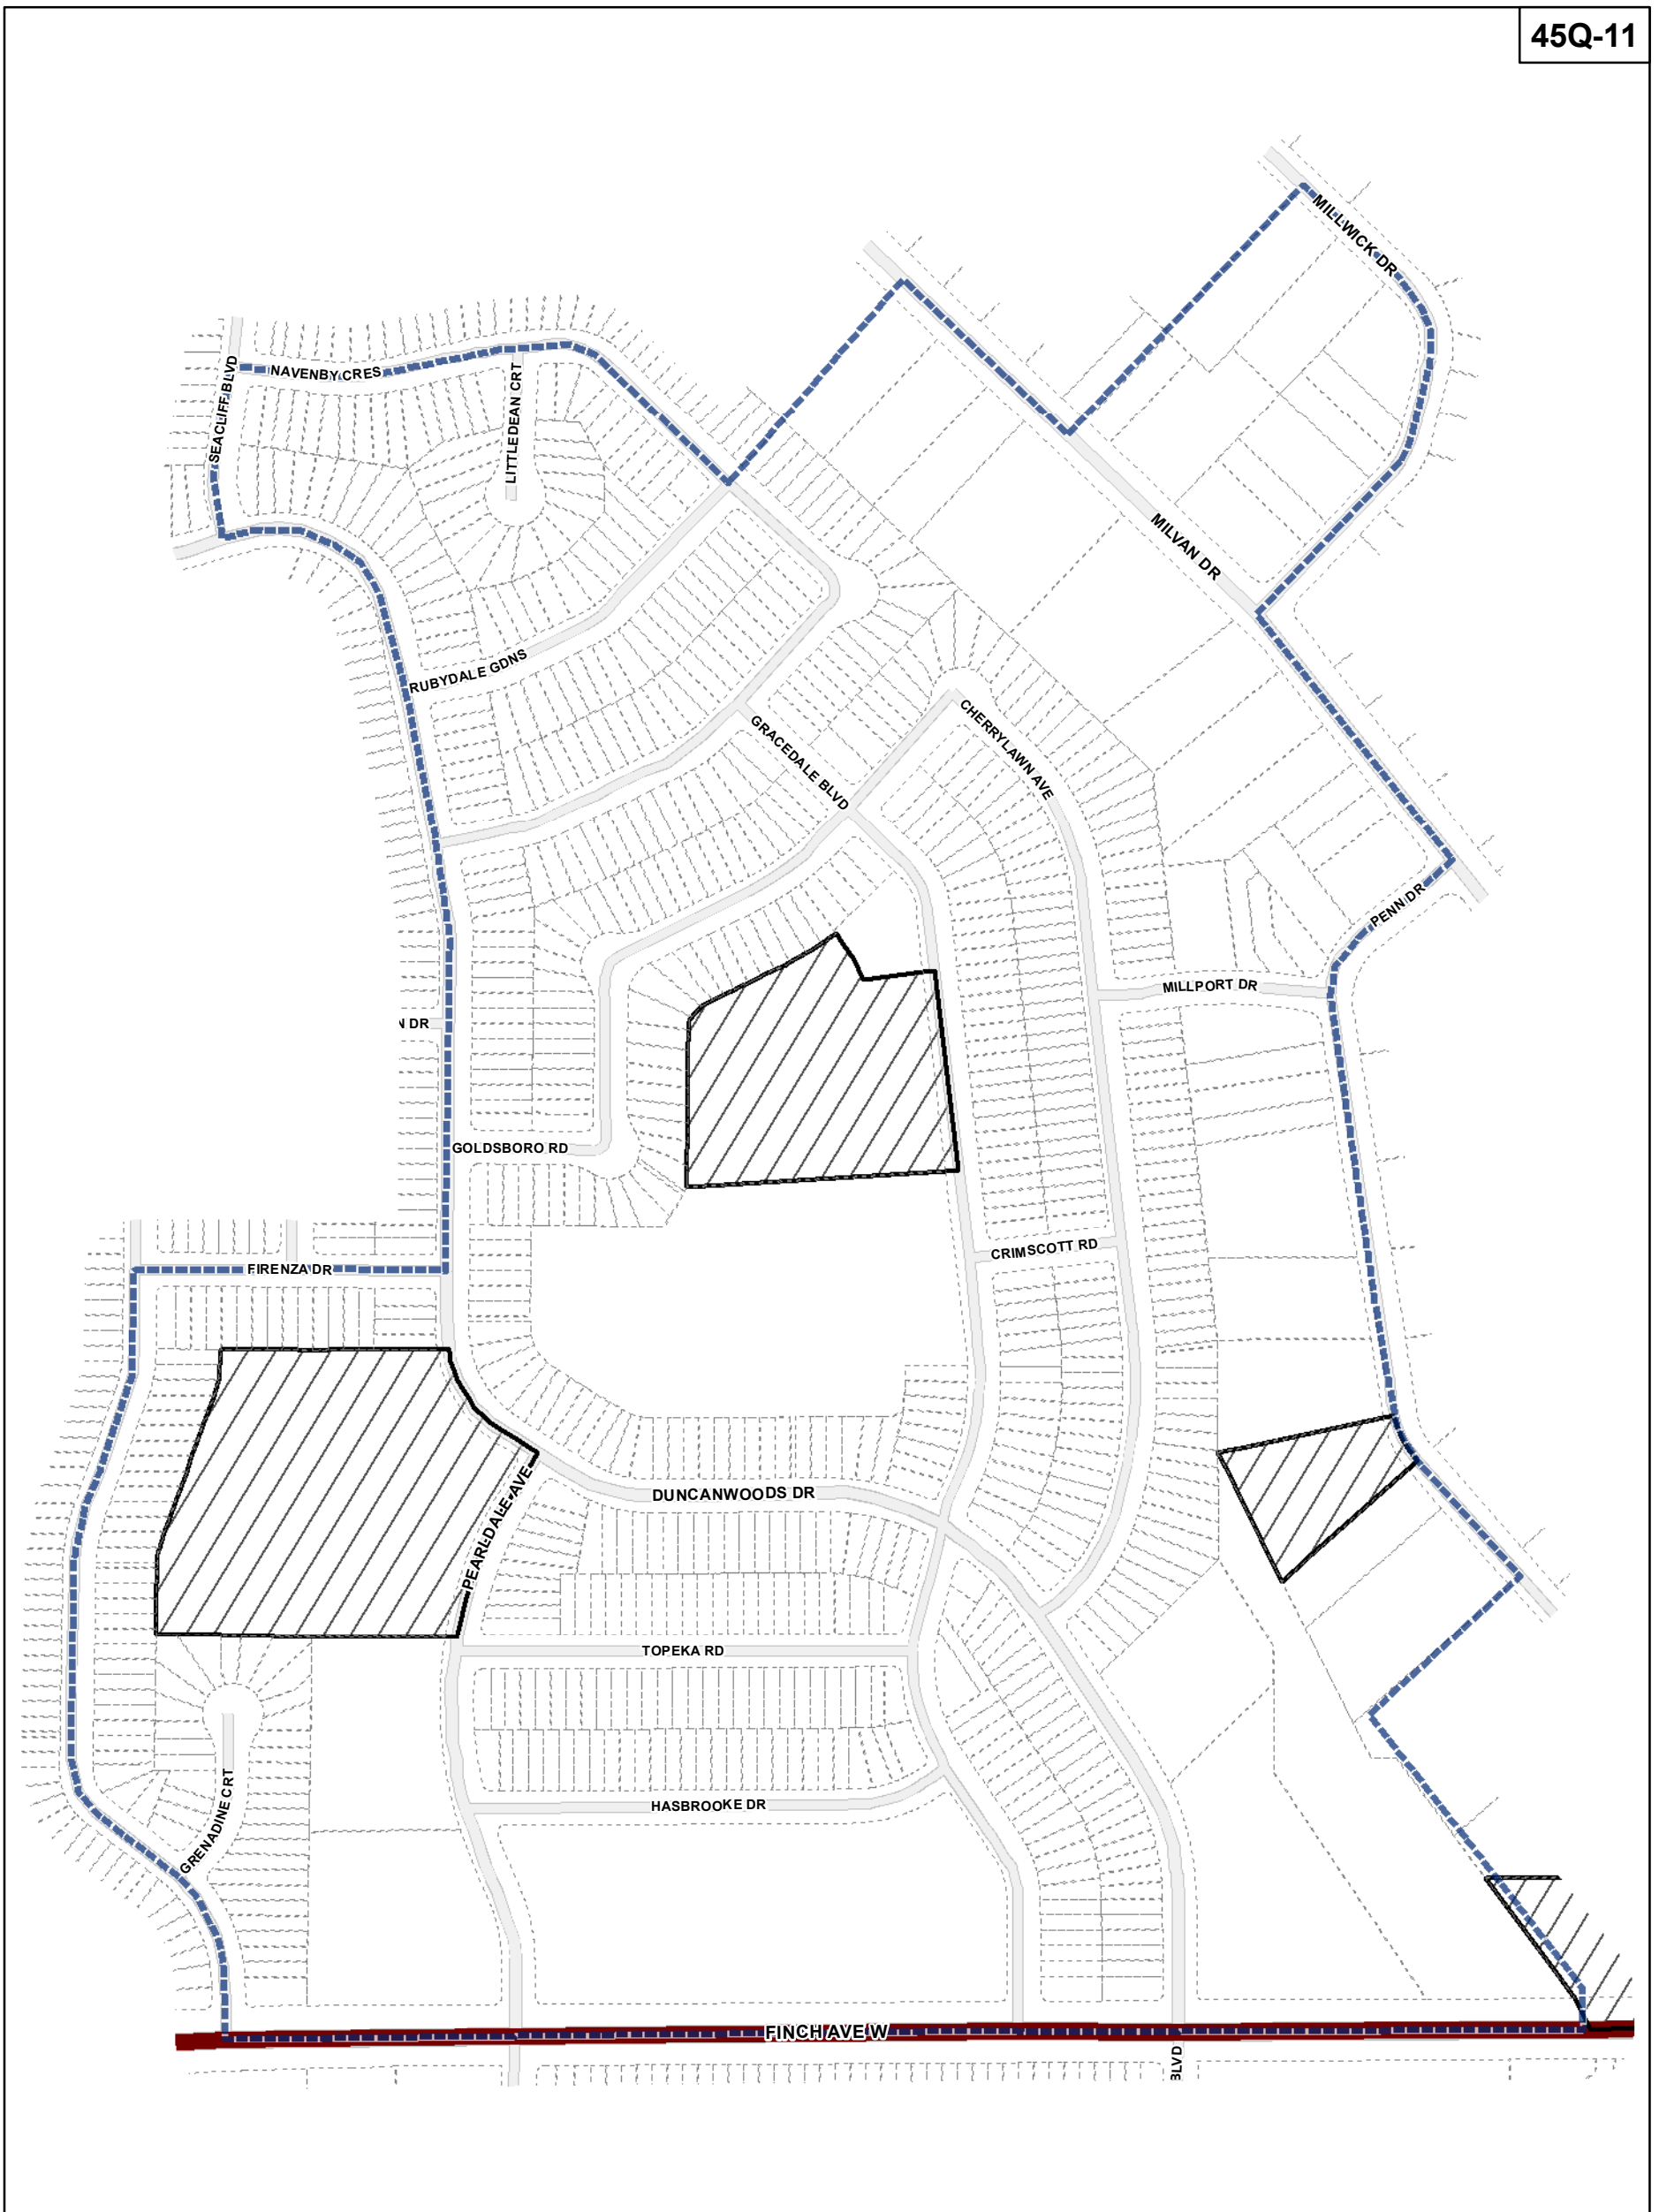 45Q-11
MILLWICK DR
NAVENBY CRES
SEACLIFF BLVD
LITTLEDEAN CRT
MILVAN DR
RUBYDALE GDNS
CHERRYLAWN AVE
GRACEDALE BLVD
PENN DR
MILLPORT DR
N DR
GOLDSBORO RD
CRIMSCOTT RD
FIRENZA DR
DUNCANWOODS DR
PEARLDALE AVE
TOPEKA RD
HASBROOKE DR
GRENADINE CRT
FINCH AVE W
BLVD